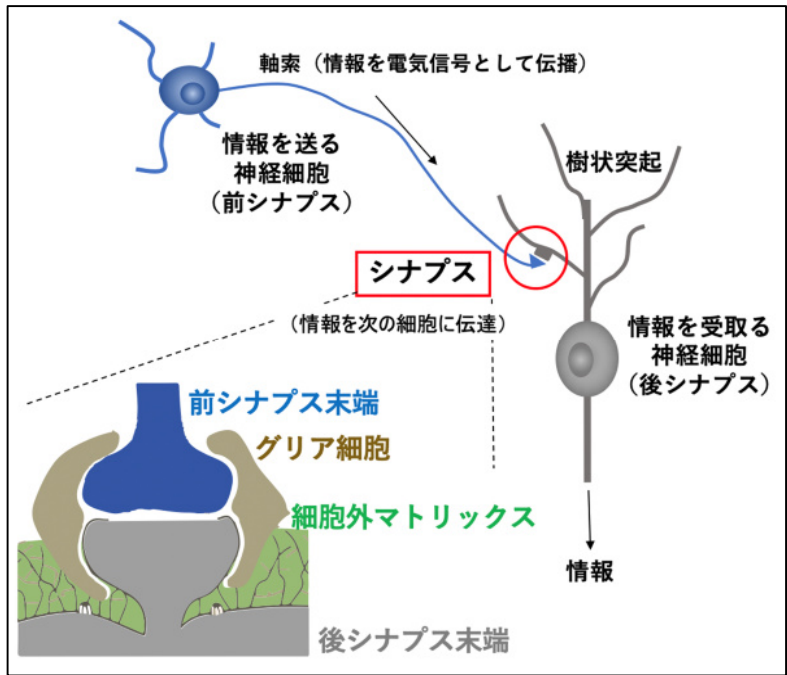 軸索（情報を電気信号として伝播）
情報を送る
神経細胞
（前シナプス）
樹状突起
シナプス
（情報を次の細胞に伝達）
情報を受取る
神経細胞
（後シナプス）
前シナプス末端
グリア細胞
細胞外マトリックス
情報
後シナプス末端